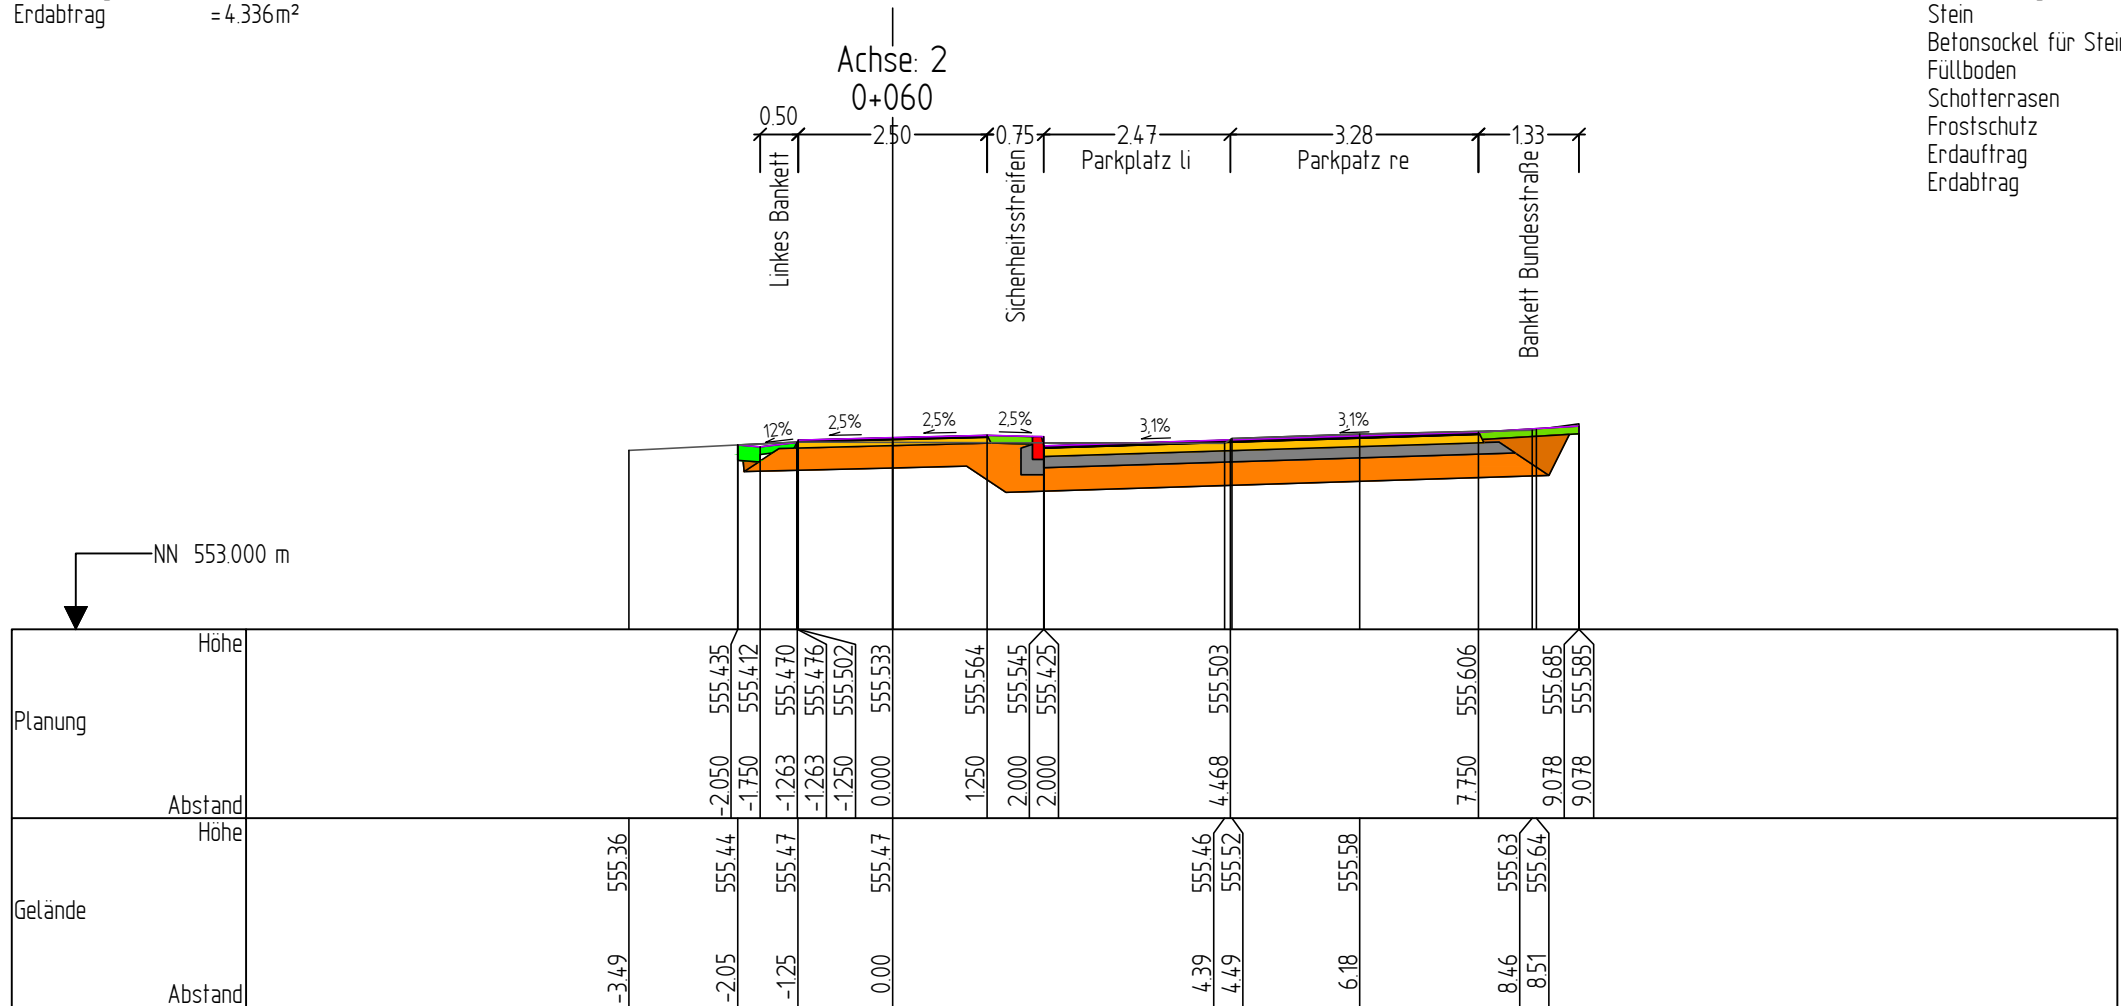 Erdabtrag =4.336m²
Stein
Betonsockel für Stei
Füllboden
Schotterrasen
Frostschutz
Erdauftrag
Erdabtrag
Achse: 2
0+060
0.50
2.50
0.75
2.47
3.28
1.33
Linkes Bankett
Sicherheitsstreifen
Parkplatz li
Parkpatz re
Bankett Bundesstraße
12%
2,5%
2,5%
2,5%
3,1%
3,1%
NN 553.000 m
Höhe
555.435
555.412
555.470
555.476
555.502
555.533
555.564
555.545
555.425
555.503
555.606
555.685
555.585
Planung
Abstand
-2.050
-1.750
-1.263
-1.263
-1.250
0.000
1.250
2.000
2.000
4.468
7.750
9.078
9.078
Höhe
555.36
555.44
555.47
555.47
555.46
555.52
555.58
555.63
555.64
Gelände
Abstand
-3.49
-2.05
-1.25
0.00
4.39
4.49
6.18
8.46
8.51